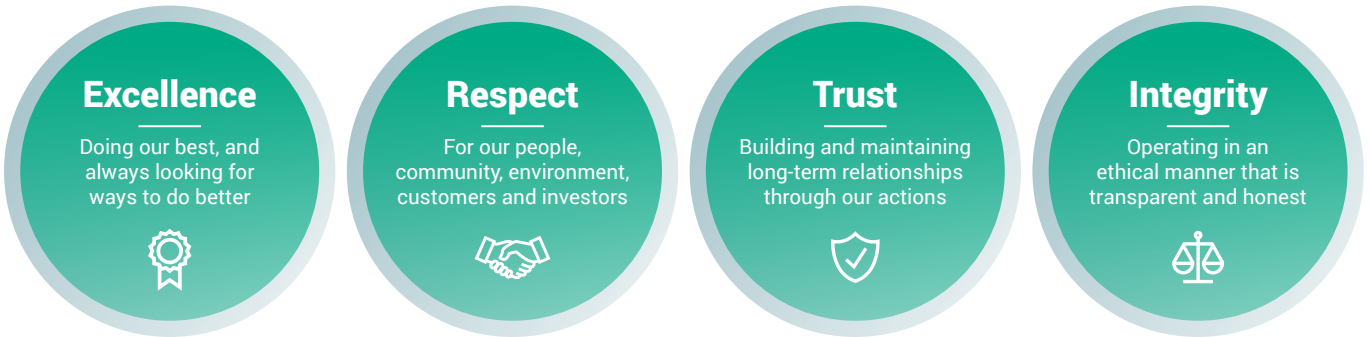 Excellence
Doing our best, and
always looking for
ways to do better
Respect
For our people,
community, environment,
customers and investors
Trust
Building and maintaining
long-term relationships
through our actions
Integrity
Operating in an
ethical manner that is
transparent and honest